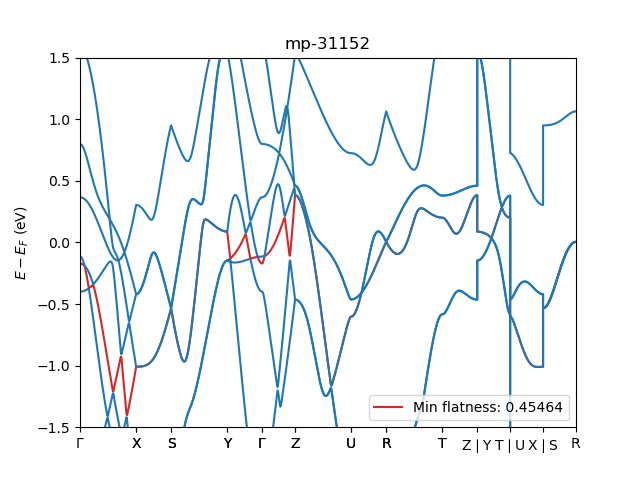 mp-31152
E − E_F (eV)
1.5
1.0
0.5
0.0
−0.5
−1.0
−1.5
Min flatness: 0.45464
Γ X S Y Γ Z U R T Z | Y T | U X | S R